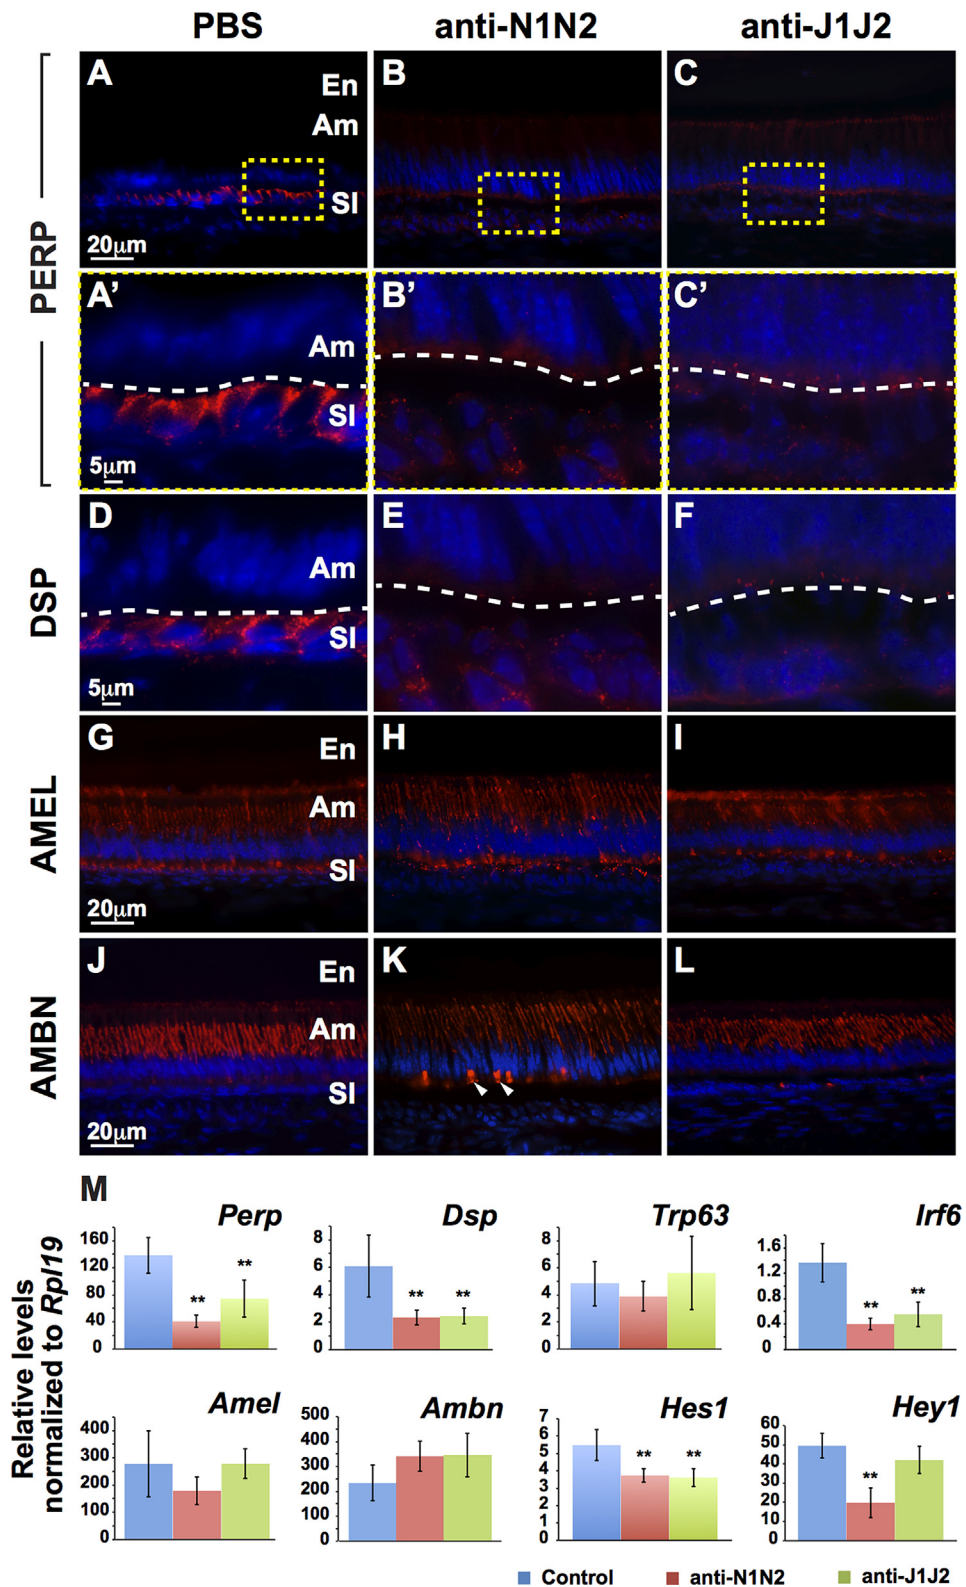 PBS anti-N1N2 anti-J1J2
PERP
A En Am SI 20µm
B
C
A' Am SI 5µm
B'
C'
DSP
D Am SI 5µm
E
F
AMEL
G En Am SI 20µm
H
I
AMBN
J En Am SI 20µm
K
L
M
Relative levels
normalized to Rpl19
Perp
160
120
80
40
0
** **
Dsp
8
6
4
2
0
** **
Trp63
8
6
4
2
0
Irf6
1.6
1.2
0.8
0.4
0
** **
Amel
400
300
200
100
0
Ambn
500
400
300
200
100
0
Hes1
7
6
5
4
3
2
1
0
** **
Hey1
60
50
40
30
20
10
0
**
Control anti-N1N2 anti-J1J2